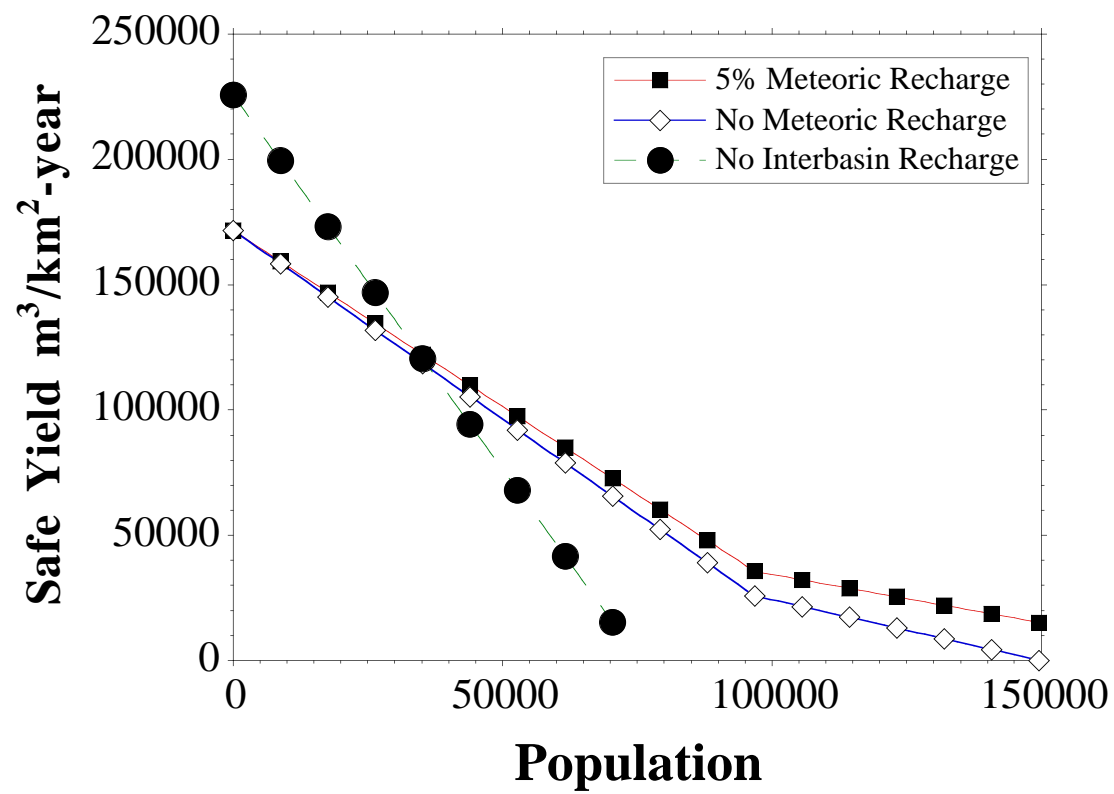 250000
200000
150000
100000
50000
0
Safe Yield m³/km²-year
5% Meteoric Recharge
No Meteoric Recharge
No Interbasin Recharge
0 50000 100000 150000
Population